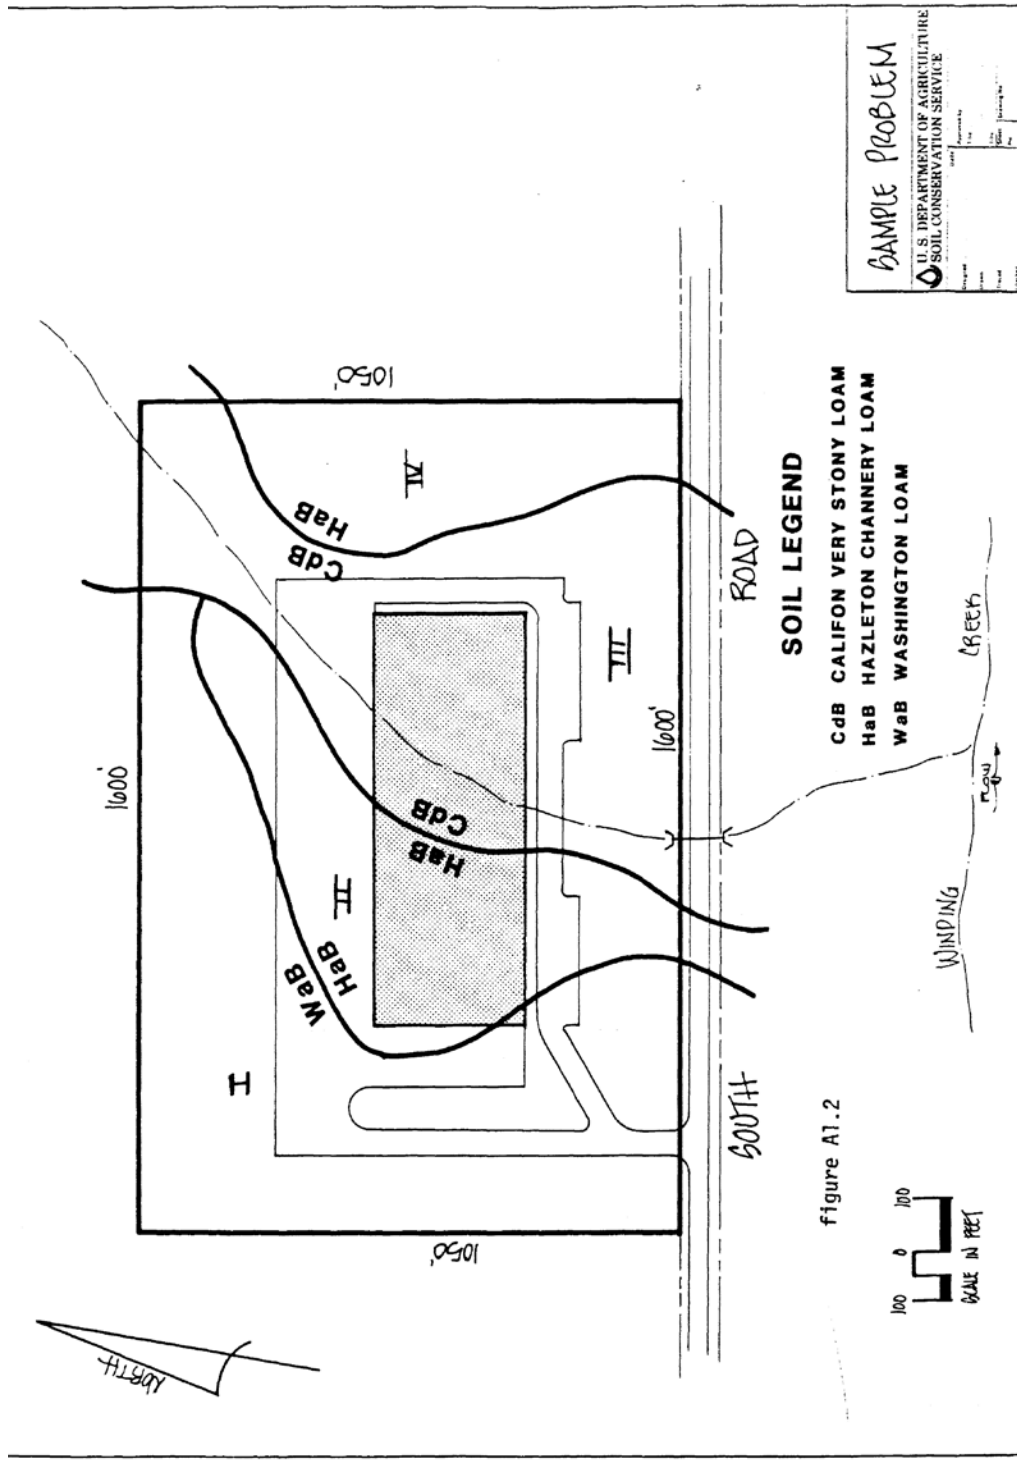 1600'
1050'
1050'
1600'
NORTH
I
II
III
IV
WaB
HaB
HaB
CdB
HaB
CdB
SOUTH
ROAD
SOIL LEGEND
CdB CALIFON VERY STONY LOAM
HaB HAZLETON CHANNERY LOAM
WaB WASHINGTON LOAM
WINDING
CREEK
FLOW
figure A1.2
100 0 100
SCALE IN FEET
SAMPLE PROBLEM
U. S. DEPARTMENT OF AGRICULTURE
SOIL CONSERVATION SERVICE
Date